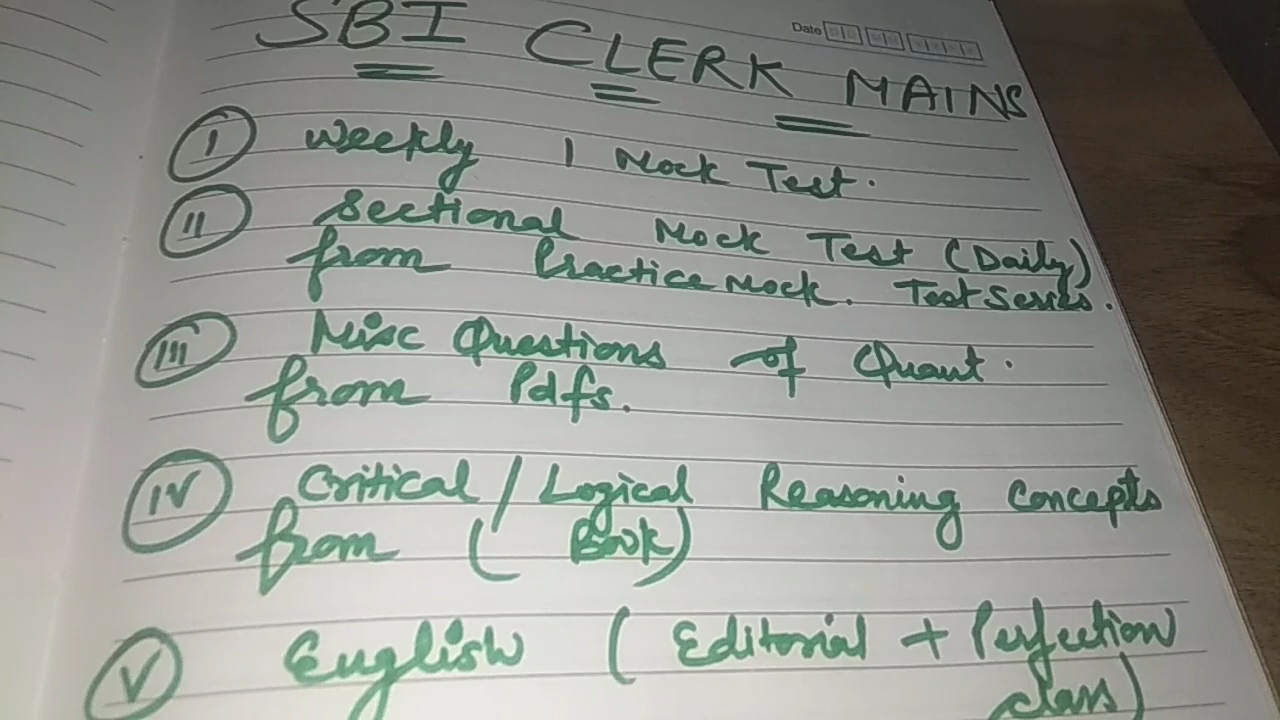 Date
SBI CLERK MAINS
I Weekly 1 Mock Test.
II Sectional Mock Test (Daily)
from Practice Mock. Test Series.
III Misc Questions of Quant.
from Pdfs.
IV Critical / Logical Reasoning Concepts
from ( Book)
V English ( Editorial + Perfection
class)